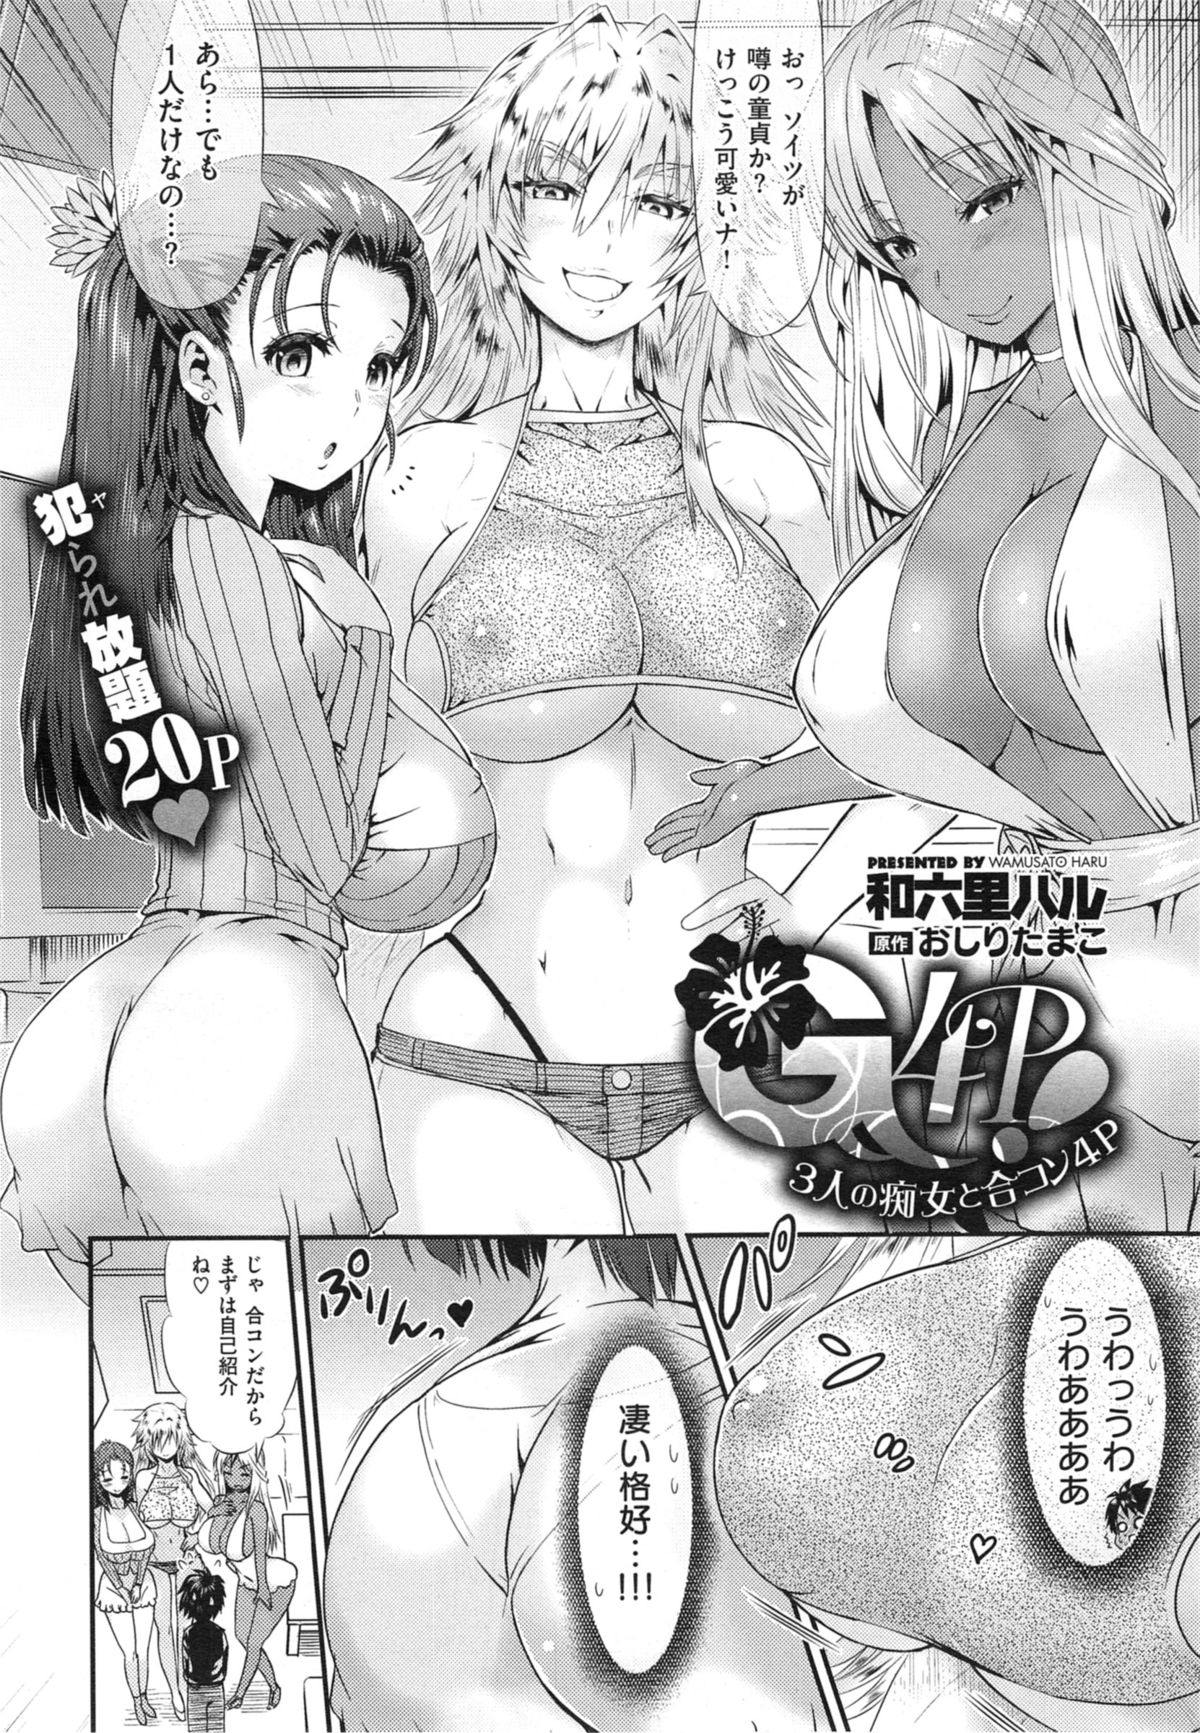 おっ ソイツが
噂の童貞か?
けっこう可愛いナ!
あら…でも
1人だけなの…?
犯られ放題
ヤ
20P♥
PRESENTED BY WAMUSATO HARU
和六里ハル
原作 おしりたまこ
G4P!
3人の痴女と合コン4P
うわっうわ
うわああああ
凄い格好…!!!
ぷりんっ♥
じゃ 合コンだから
まずは自己紹介
ね♡